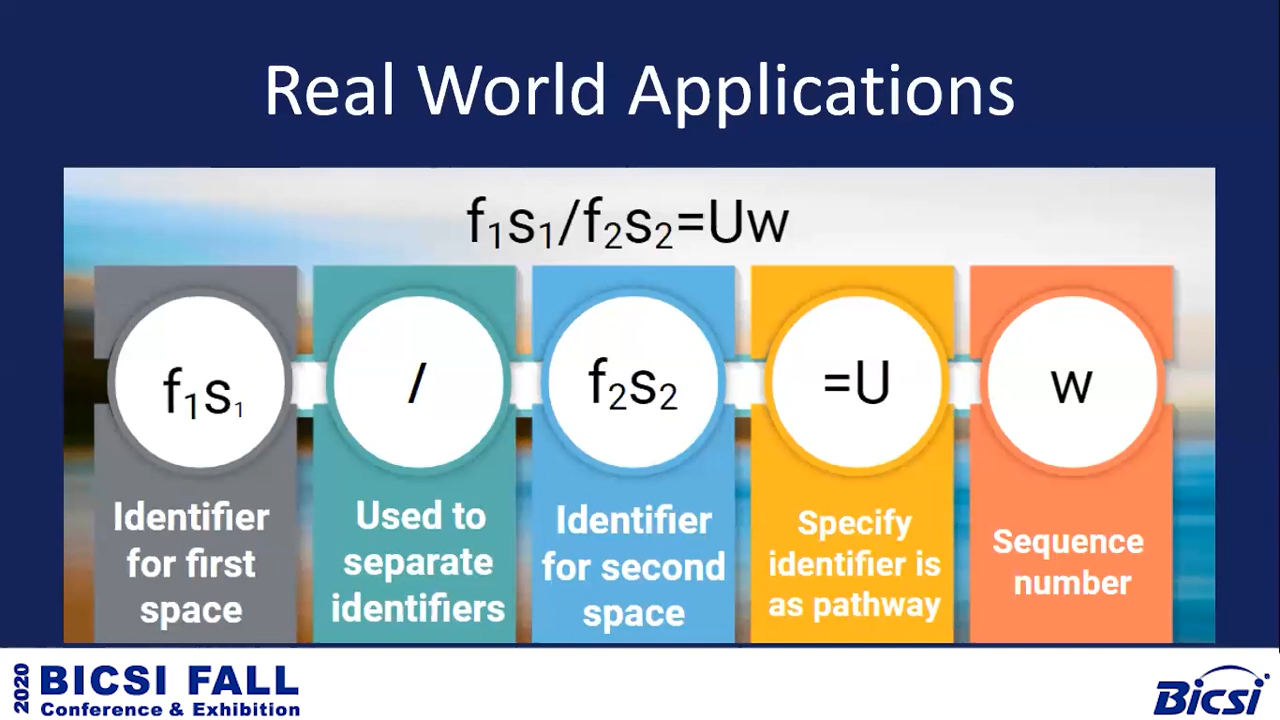 Real World Applications
f₁s₁/f₂s₂=Uw
f₁s₁
/
f₂s₂
=U
w
Identifier
for first
space
Used to
separate
identifiers
Identifier
for second
space
Specify
identifier is
as pathway
Sequence
number
2020
BICSI FALL
Conference & Exhibition
Bicsi